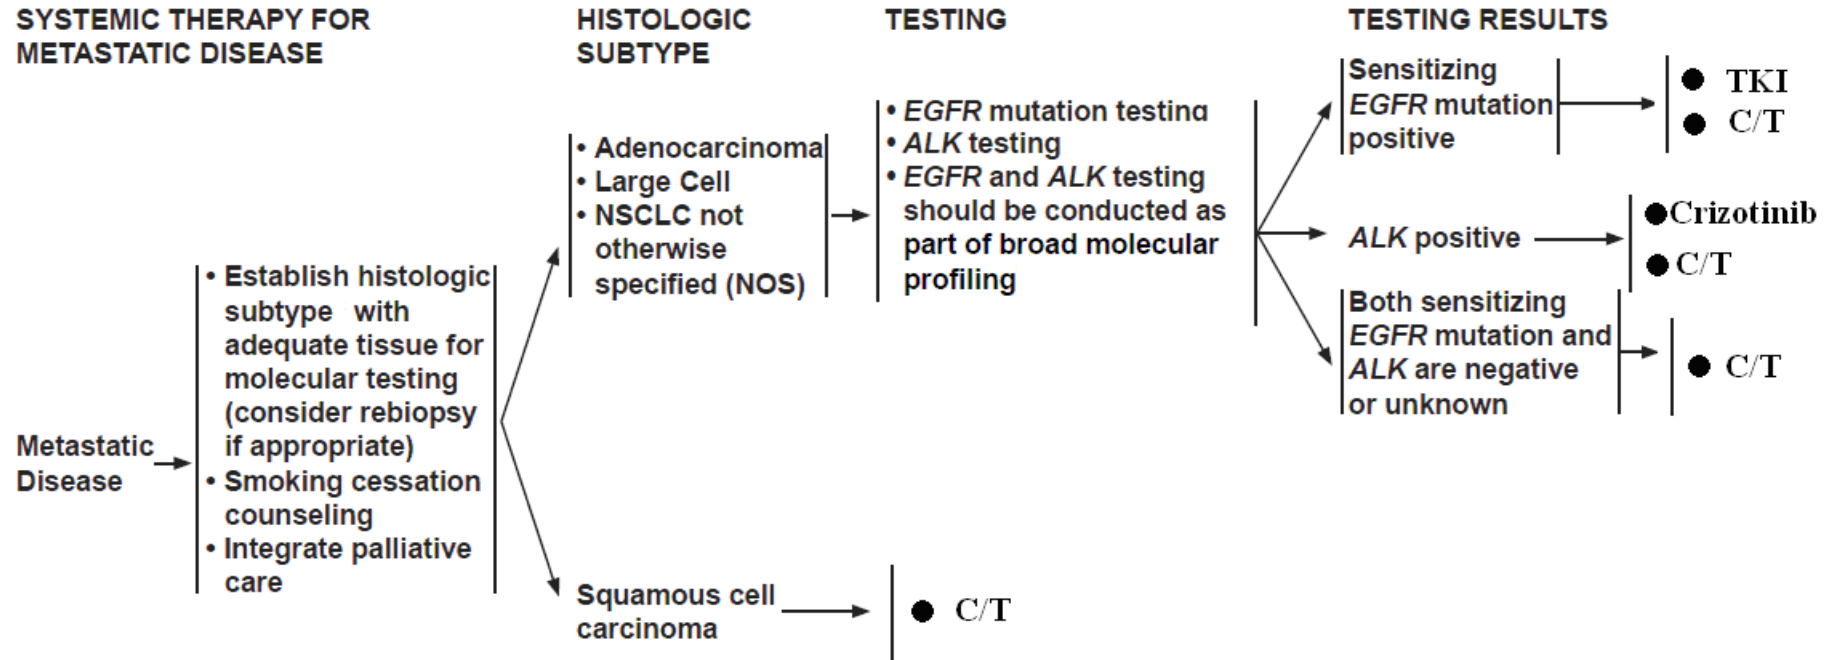 SYSTEMIC THERAPY FOR
METASTATIC DISEASE
HISTOLOGIC
SUBTYPE
TESTING
TESTING RESULTS
Metastatic
Disease
• Establish histologic
subtype with
adequate tissue for
molecular testing
(consider rebiopsy
if appropriate)
• Smoking cessation
counseling
• Integrate palliative
care
• Adenocarcinoma
• Large Cell
• NSCLC not
otherwise
specified (NOS)
• EGFR mutation testing
• ALK testing
• EGFR and ALK testing
should be conducted as
part of broad molecular
profiling
Sensitizing
EGFR mutation
positive
● TKI
● C/T
ALK positive
● Crizotinib
● C/T
Both sensitizing
EGFR mutation and
ALK are negative
or unknown
● C/T
Squamous cell
carcinoma
● C/T